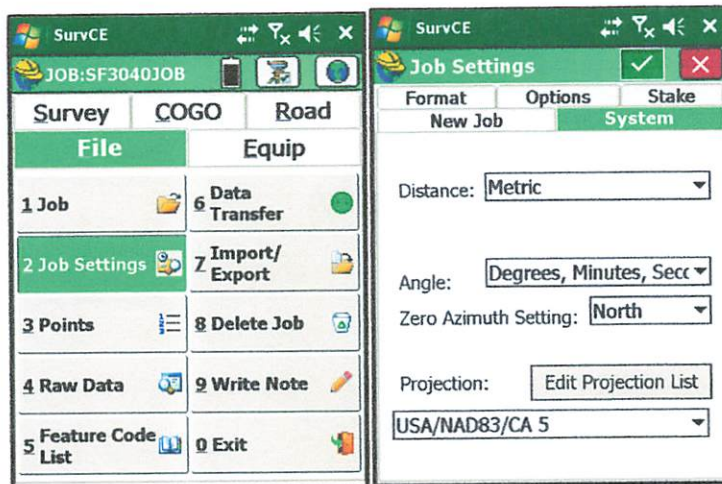 SurvCE
JOB:SF3040JOB
Survey COGO Road
File Equip
1 Job
6 Data Transfer
2 Job Settings
7 Import/ Export
3 Points
8 Delete Job
4 Raw Data
9 Write Note
5 Feature Code List
0 Exit
SurvCE
Job Settings
Format Options Stake
New Job System
Distance: Metric
Angle: Degrees, Minutes, Secc
Zero Azimuth Setting: North
Projection: Edit Projection List
USA/NAD83/CA 5